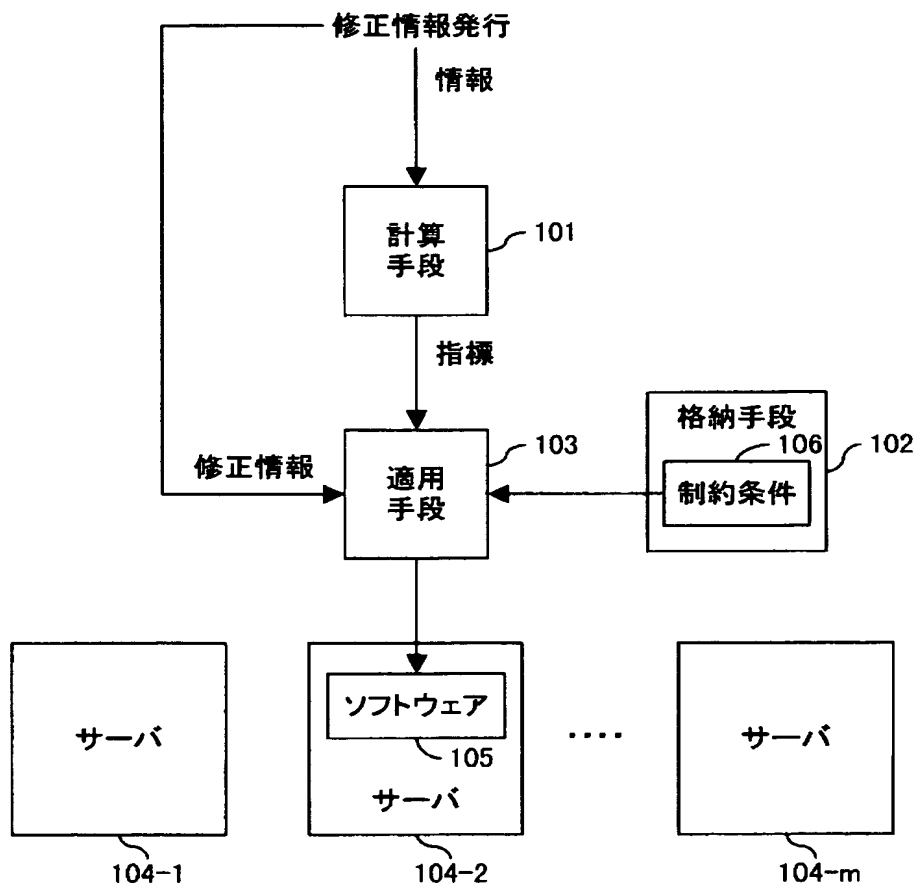 修正情報発行
情報
計算
手段
101
指標
格納手段
106
102
制約条件
103
修正情報
適用
手段
ソフトウェア
105
サーバ
サーバ
‥‥
サーバ
104-1
104-2
104-m